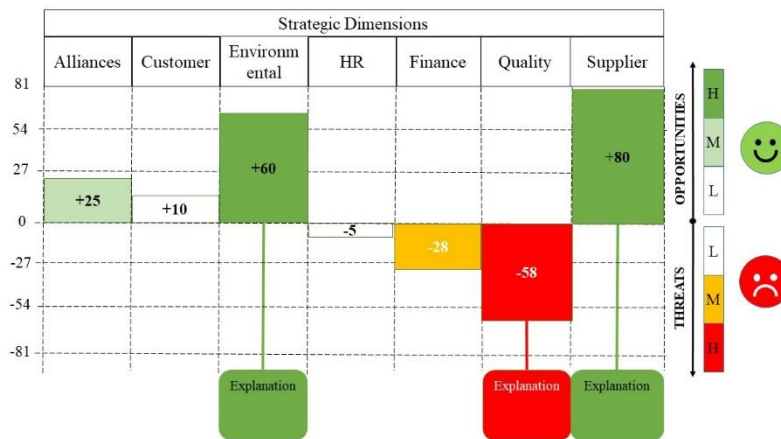 Strategic Dimensions
Alliances
Customer
Environm
ental
HR
Finance
Quality
Supplier
81
54
27
0
-27
-54
-81
+25
+10
+60
-5
-28
-58
+80
Explanation
Explanation
Explanation
OPPORTUNITIES
THREATS
H
M
L
L
M
H